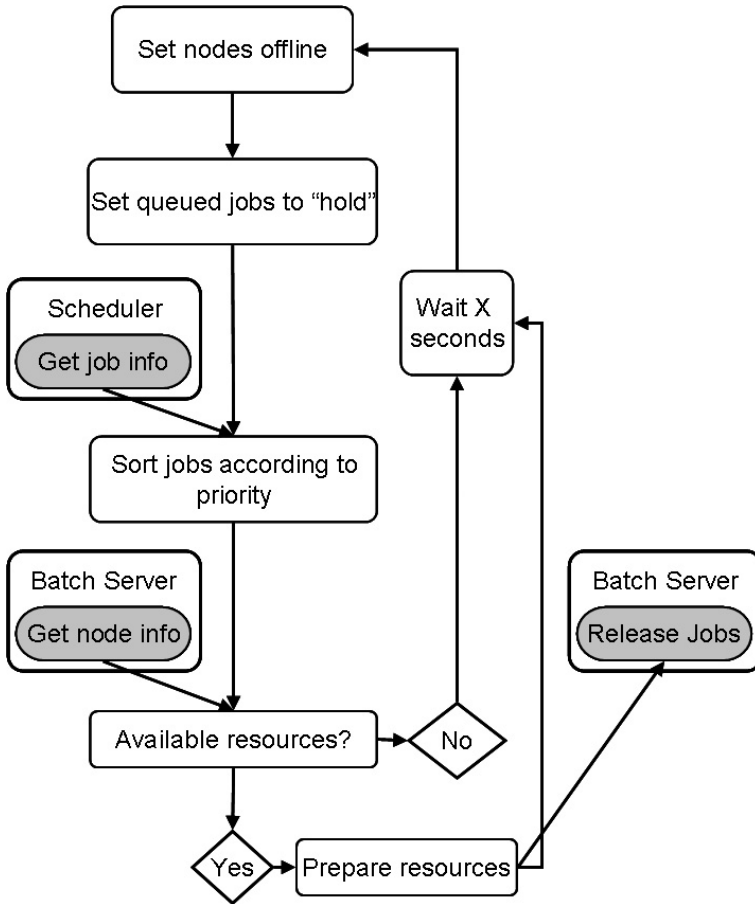 Set nodes offline
Set queued jobs to “hold”
Scheduler
Get job info
Wait X
seconds
Sort jobs according to
priority
Batch Server
Get node info
Batch Server
Release Jobs
Available resources?
No
Yes
Prepare resources